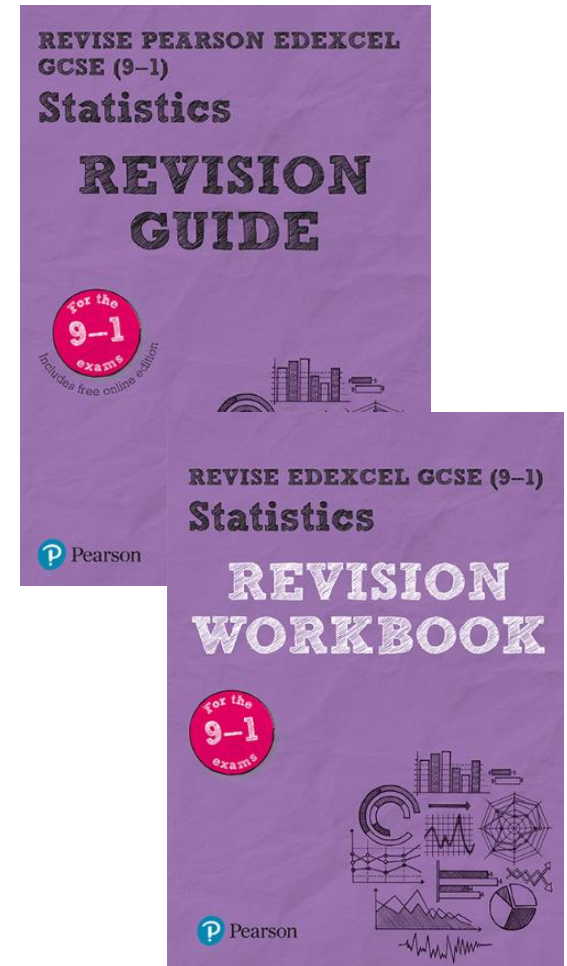 REVISE PEARSON EDEXCEL
GCSE (9–1)
Statistics
REVISION
GUIDE
For the
9–1
exams
Includes free online edition
Pearson
REVISE EDEXCEL GCSE (9–1)
Statistics
REVISION
WORKBOOK
For the
9–1
exams
Pearson